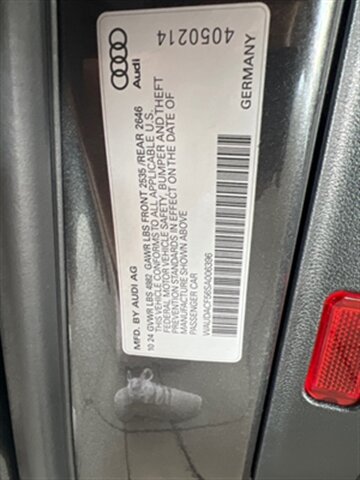 Audi
4050214
MFD. BY AUDI AG
GERMANY
10 24 GVWR LBS 4982 GAWR LBS FRONT 2535 /REAR 2646
THIS VEHICLE CONFORMS TO ALL APPLICABLE U.S.
FEDERAL MOTOR VEHICLE SAFETY, BUMPER AND THEFT
PREVENTION STANDARDS IN EFFECT ON THE DATE OF
MANUFACTURE SHOWN ABOVE
PASSENGER CAR
WAUDACF56SA006396